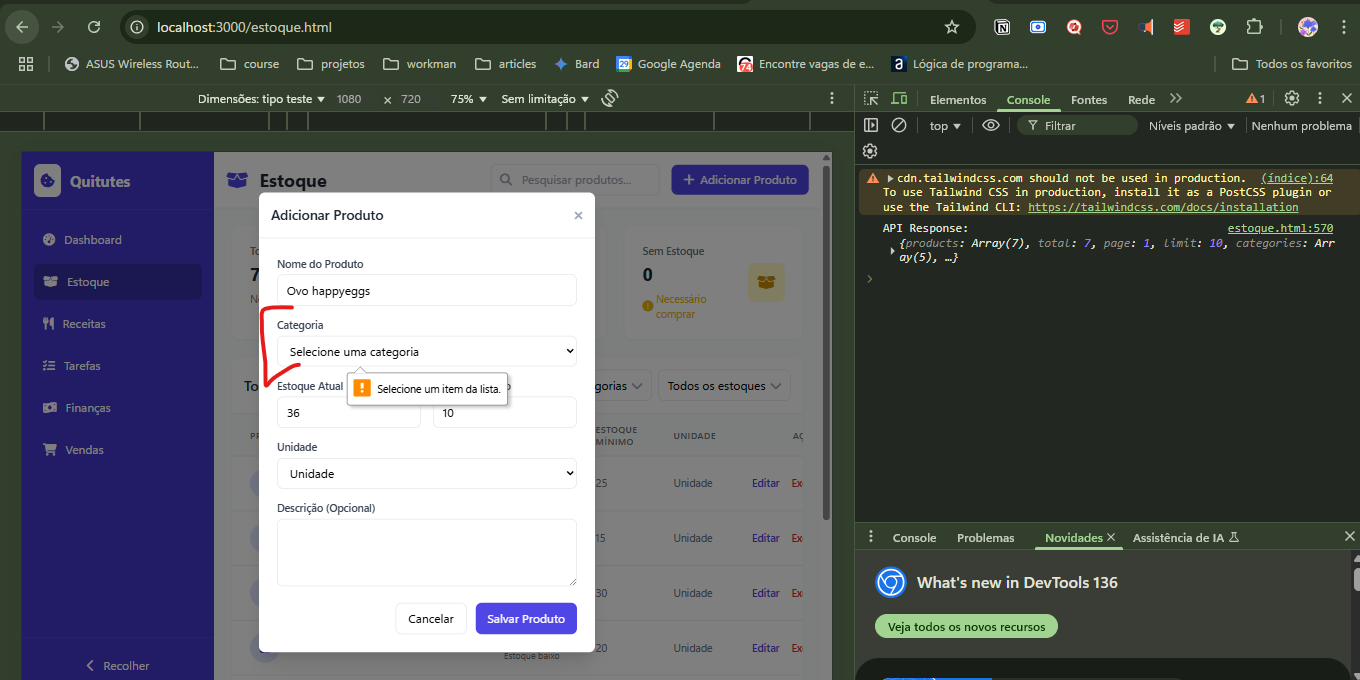 localhost:3000/estoque.html
ASUS Wireless Rout...
course
projetos
workman
articles
Bard
Google Agenda
Encontre vagas de e...
Lógica de programa...
Todos os favoritos
Dimensões: tipo teste
1080
x
720
75%
Sem limitação
Elementos
Console
Fontes
Rede
1
top
Filtrar
Níveis padrão
Nenhum problema
cdn.tailwindcss.com should not be used in production. (índice):64
To use Tailwind CSS in production, install it as a PostCSS plugin or
use the Tailwind CLI: https://tailwindcss.com/docs/installation
API Response: estoque.html:570
{products: Array(7), total: 7, page: 1, limit: 10, categories: Arr
ay(5), …}
Quitutes
Dashboard
Estoque
Receitas
Tarefas
Finanças
Vendas
Recolher
Estoque
Pesquisar produtos...
+ Adicionar Produto
Sem Estoque
0
Necessário
comprar
Todos os estoques
ESTOQUE
MÍNIMO
UNIDADE
25 Unidade Editar
15 Unidade Editar
30 Unidade Editar
20 Unidade Editar
Estoque baixo
Adicionar Produto
×
Nome do Produto
Ovo happyeggs
Categoria
Selecione uma categoria
Selecione um item da lista.
Estoque Atual
36
10
Unidade
Unidade
Descrição (Opcional)
Cancelar
Salvar Produto
Console
Problemas
Novidades
Assistência de IA
What's new in DevTools 136
Veja todos os novos recursos